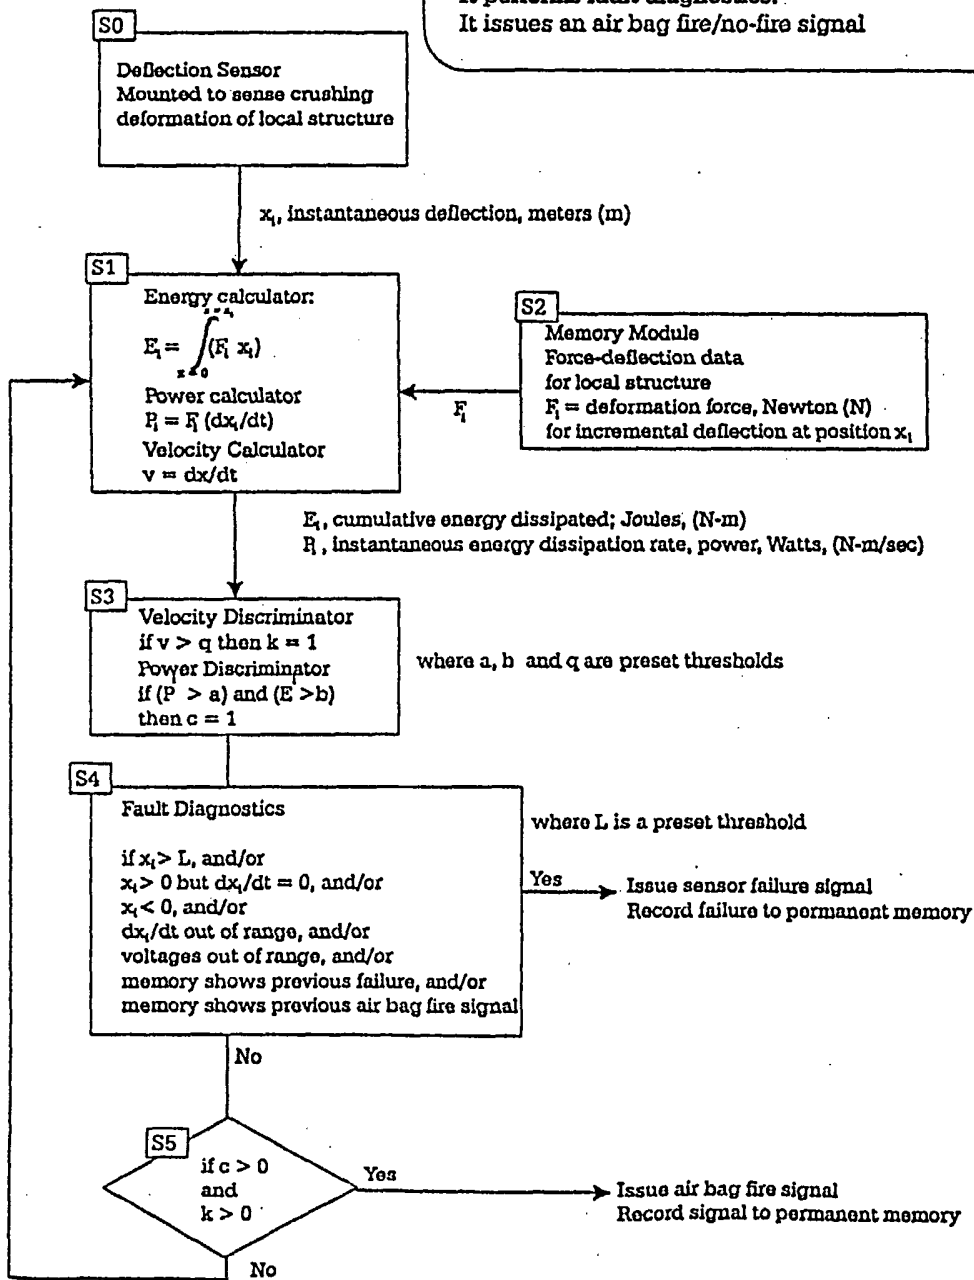 It performs fault diagnostics.
It issues an air bag fire/no-fire signal
S0
Deflection Sensor
Mounted to sense crushing
deformation of local structure
xᵢ, instantaneous deflection, meters (m)
S1
Energy calculator:
x = xᵢ
Eᵢ = ∫(Fᵢ xᵢ)
x = 0
Power calculator
Pᵢ = Fᵢ (dxᵢ/dt)
Velocity Calculator
v = dx/dt
S2
Memory Module
Force-deflection data
for local structure
Fᵢ = deformation force, Newton (N)
for incremental deflection at position xᵢ
Fᵢ
Eᵢ, cumulative energy dissipated; Joules, (N-m)
Pᵢ, instantaneous energy dissipation rate, power, Watts, (N-m/sec)
S3
Velocity Discriminator
if v > q then k = 1
Power Discriminator
if (Pᵢ > a) and (Eᵢ >b)
then c = 1
where a, b and q are preset thresholds
S4
Fault Diagnostics
if xᵢ > L, and/or
xᵢ > 0 but dxᵢ/dt = 0, and/or
xᵢ < 0, and/or
dxᵢ/dt out of range, and/or
voltages out of range, and/or
memory shows previous failure, and/or
memory shows previous air bag fire signal
where L is a preset threshold
Yes
Issue sensor failure signal
Record failure to permanent memory
No
S5
if c > 0
and
k > 0
Yes
Issue air bag fire signal
Record signal to permanent memory
No